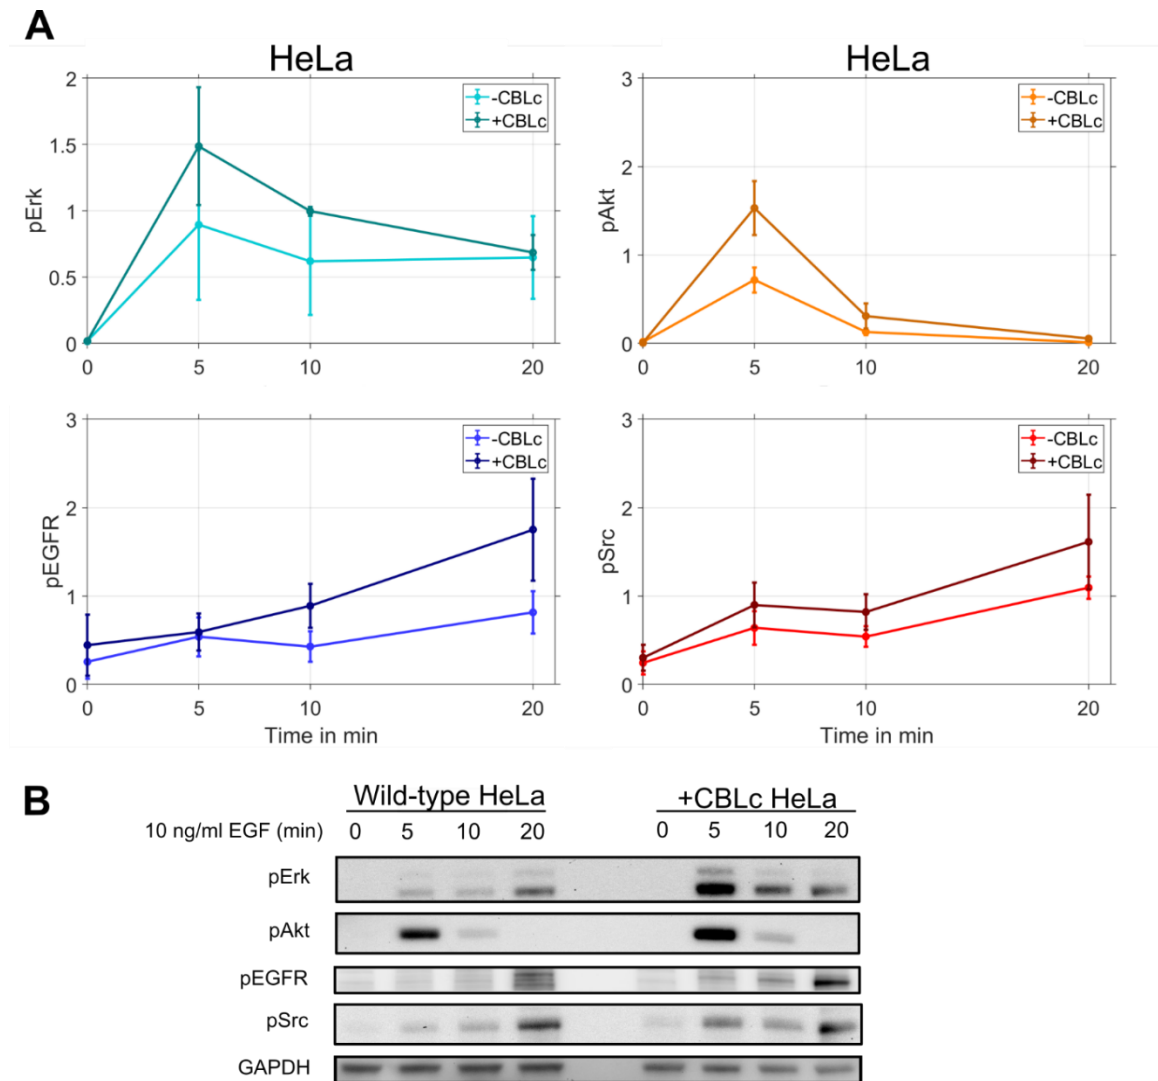 A
HeLa
HeLa
2
1.5
1
0.5
0
pErk
-CBLc
+CBLc
0 5 10 20
3
2
1
0
pAkt
-CBLc
+CBLc
0 5 10 20
3
2
1
0
pEGFR
-CBLc
+CBLc
0 5 10 20
Time in min
3
2
1
0
pSrc
-CBLc
+CBLc
0 5 10 20
Time in min
B
Wild-type HeLa +CBLc HeLa
10 ng/ml EGF (min) 0 5 10 20 0 5 10 20
pErk
pAkt
pEGFR
pSrc
GAPDH